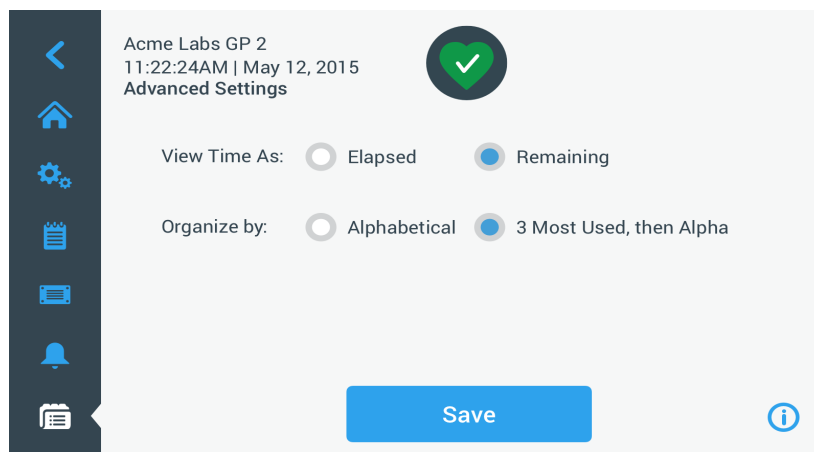 Acme Labs GP 2
11:22:24AM | May 12, 2015
Advanced Settings
View Time As: Elapsed Remaining
Organize by: Alphabetical 3 Most Used, then Alpha
Save